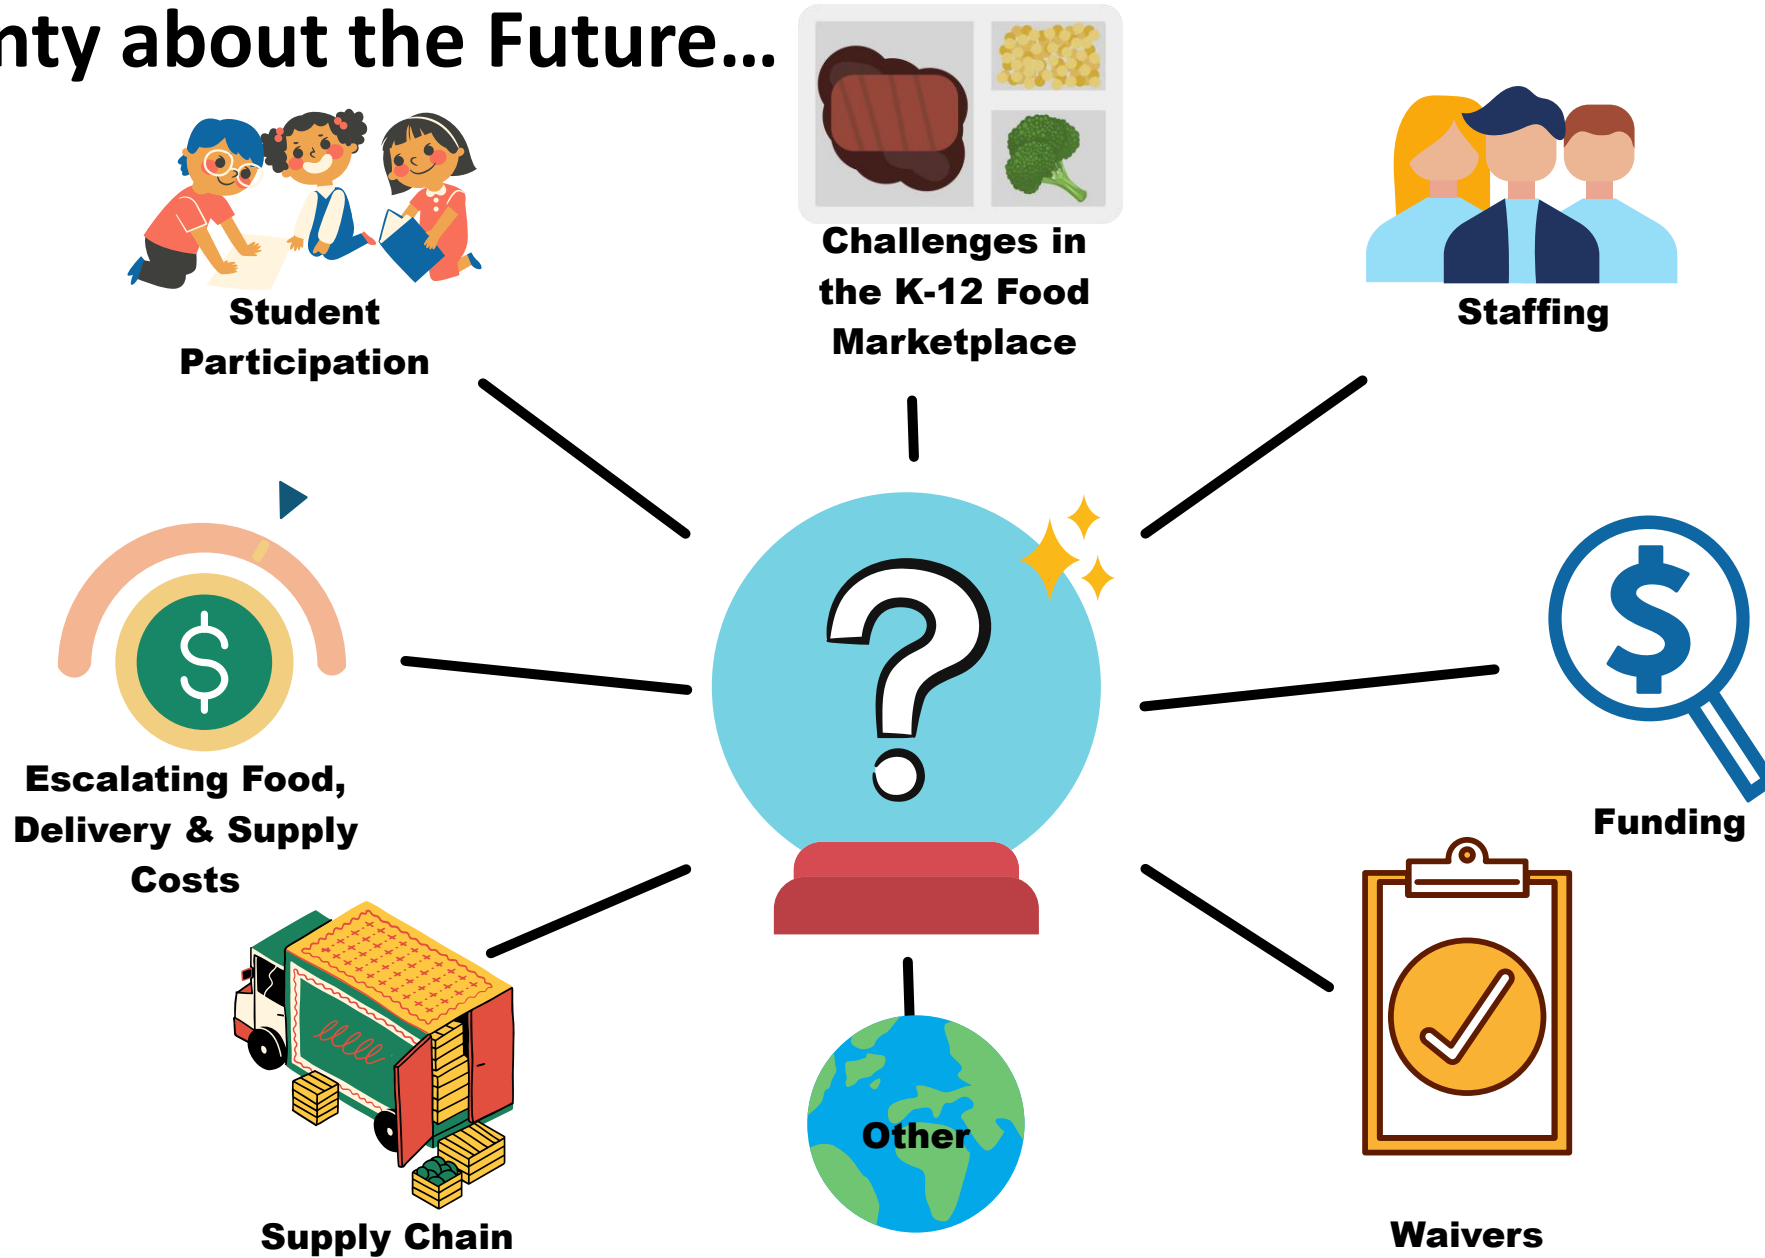 nty about the Future...
Challenges in
the K-12 Food
Marketplace
Student
Participation
Staffing
Escalating Food,
Delivery & Supply
Costs
Funding
Supply Chain
Other
Waivers